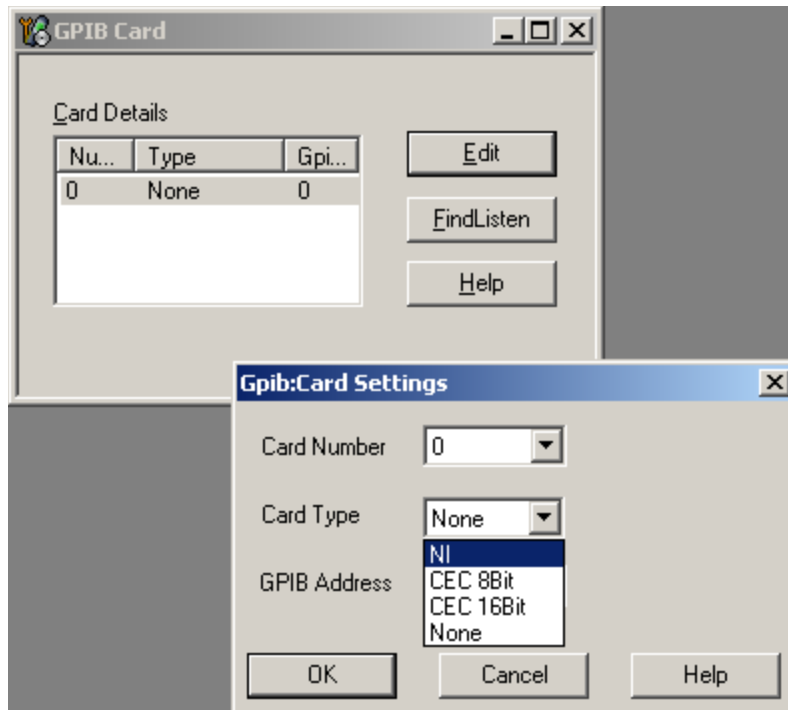 GPIB Card
Card Details
Nu... Type Gpi...
0 None 0
Edit
FindListen
Help
Gpib:Card Settings
Card Number 0
Card Type None
NI
CEC 8Bit
CEC 16Bit
None
GPIB Address
OK Cancel Help